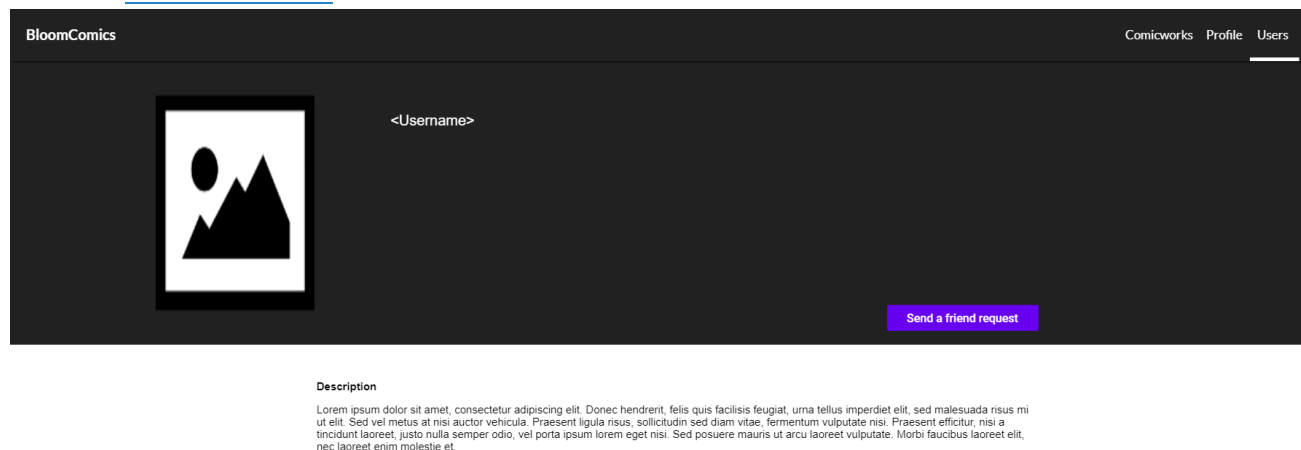 BloomComics
Comicworks Profile Users
<Username>
Send a friend request
Description
Lorem ipsum dolor sit amet, consectetur adipiscing elit. Donec hendrerit, felis quis facilisis feugiat, urna tellus imperdiet elit, sed malesuada risus mi
ut elit. Sed vel metus at nisi auctor vehicula. Praesent ligula risus, sollicitudin sed diam vitae, fermentum vulputate nisi. Praesent efficitur, nisi a
tincidunt laoreet, justo nulla semper odio, vel porta ipsum lorem eget nisi. Sed posuere mauris ut arcu laoreet vulputate. Morbi faucibus laoreet elit,
nec laoreet enim molestie et.